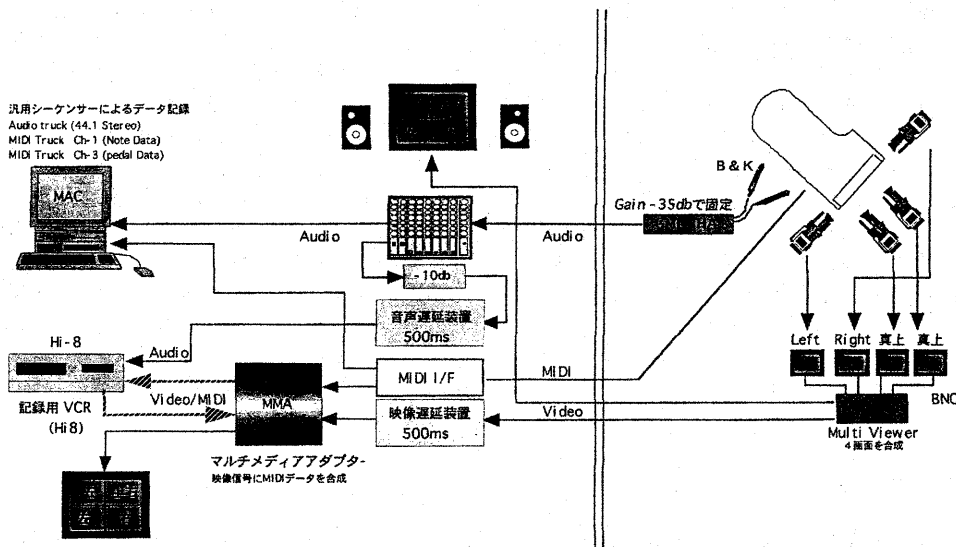 汎用シーケンサーによるデータ記録
Audio truck (44.1 Stereo)
MIDI Truck Ch-1 (Note Data)
MIDI Truck Ch-3 (pedal Data)
MAC
Audio
Audio
Gain -35dbで固定
B & K
-10db
音声遅延装置
500ms
Left
Right
真上
真上
Hi-8
Audio
MIDI I/F
MIDI
BNC
記録用 VCR
(Hi8)
Video/MIDI
MMA
映像遅延装置
500ms
Video
Multi Viewer
4画面を合成
マルチメディアアダプター
映像信号にMIDIデータを合成